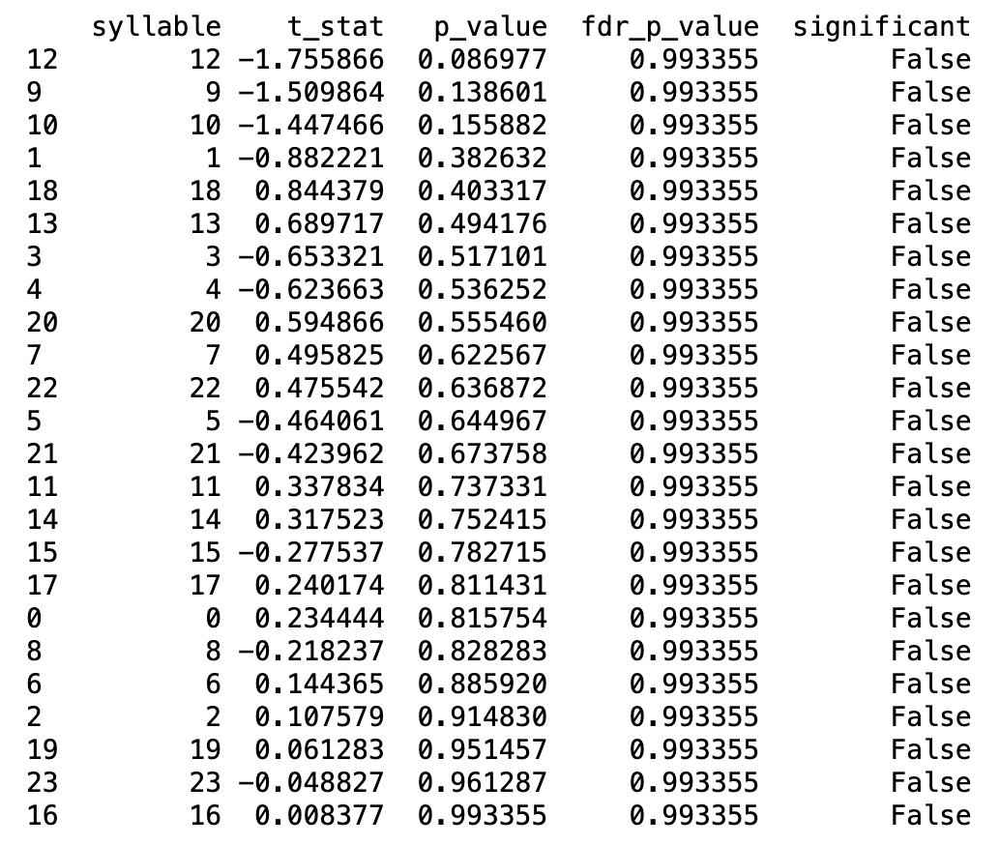 syllable t_stat p_value fdr_p_value significant
12 12 -1.755866 0.086977 0.993355 False
9 9 -1.509864 0.138601 0.993355 False
10 10 -1.447466 0.155882 0.993355 False
1 1 -0.882221 0.382632 0.993355 False
18 18 0.844379 0.403317 0.993355 False
13 13 0.689717 0.494176 0.993355 False
3 3 -0.653321 0.517101 0.993355 False
4 4 -0.623663 0.536252 0.993355 False
20 20 0.594866 0.555460 0.993355 False
7 7 0.495825 0.622567 0.993355 False
22 22 0.475542 0.636872 0.993355 False
5 5 -0.464061 0.644967 0.993355 False
21 21 -0.423962 0.673758 0.993355 False
11 11 0.337834 0.737331 0.993355 False
14 14 0.317523 0.752415 0.993355 False
15 15 -0.277537 0.782715 0.993355 False
17 17 0.240174 0.811431 0.993355 False
0 0 0.234444 0.815754 0.993355 False
8 8 -0.218237 0.828283 0.993355 False
6 6 0.144365 0.885920 0.993355 False
2 2 0.107579 0.914830 0.993355 False
19 19 0.061283 0.951457 0.993355 False
23 23 -0.048827 0.961287 0.993355 False
16 16 0.008377 0.993355 0.993355 False